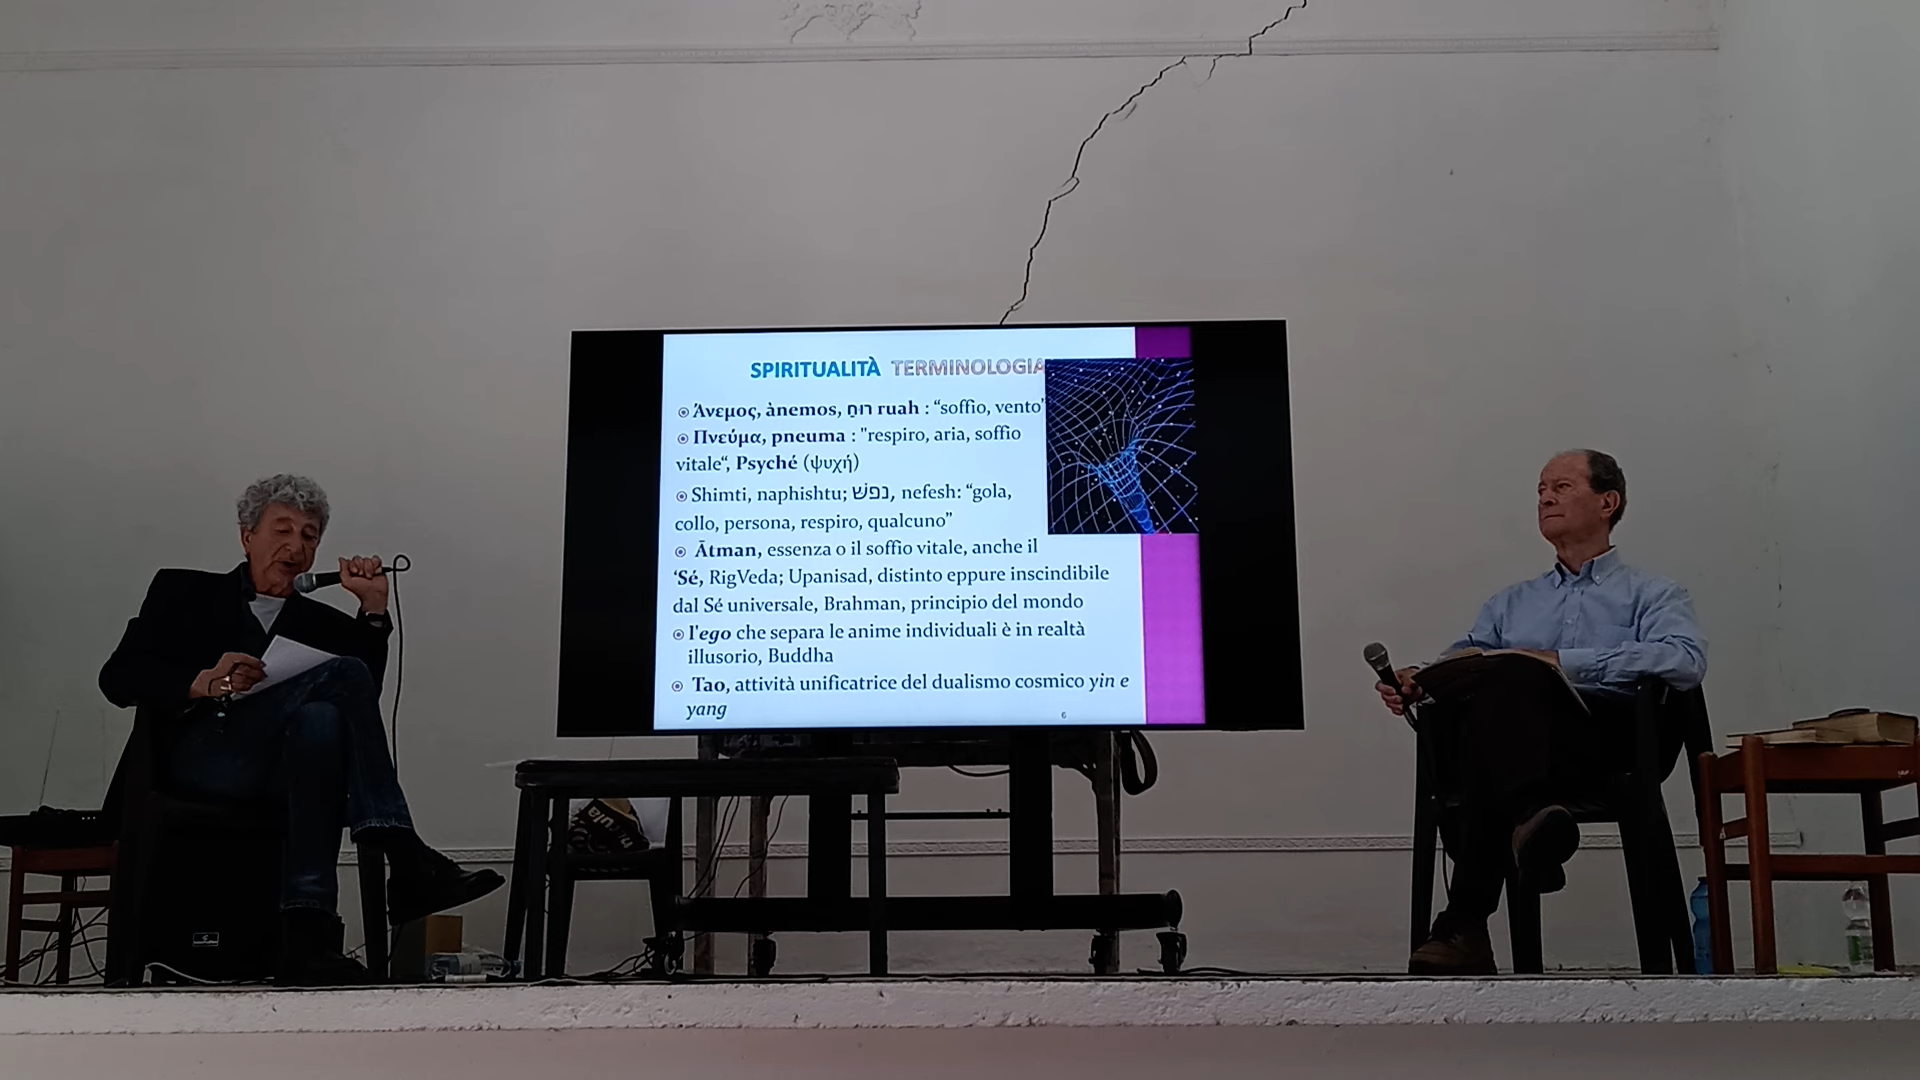 SPIRITUALITÀ TERMINOLOGIA
Άνεμος, ànemos, רוּחַ ruah : “soffio, vento”
Πνεύμα, pneuma : "respiro, aria, soffio
vitale“, Psyché (ψυχή)
Shimti, naphishtu; נפשׁ, nefesh: “gola,
collo, persona, respiro, qualcuno”
Ātman, essenza o il soffio vitale, anche il
‘Sé, RigVeda; Upanisad, distinto eppure inscindibile
dal Sé universale, Brahman, principio del mondo
l'ego che separa le anime individuali è in realtà
illusorio, Buddha
Tao, attività unificatrice del dualismo cosmico yin e
yang
6